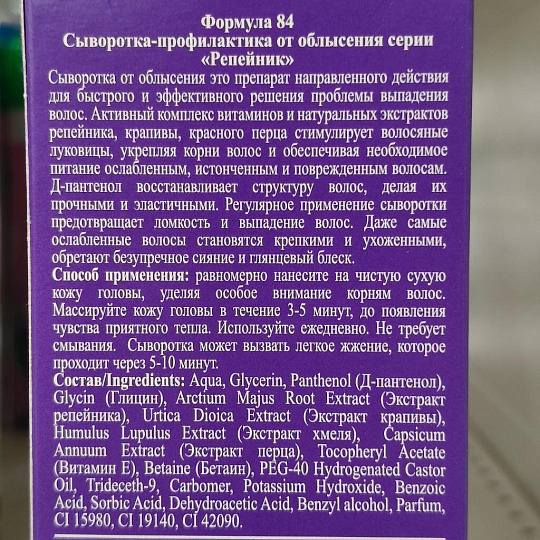 Формула 84
Сыворотка-профилактика от облысения серии
«Репейник»
Сыворотка от облысения это препарат направленного действия
для быстрого и эффективного решения проблемы выпадения
волос. Активный комплекс витаминов и натуральных экстрактов
репейника, крапивы, красного перца стимулирует волосяные
луковицы, укрепляя корни волос и обеспечивая необходимое
питание ослабленным, истонченным и поврежденным волосам.
Д-пантенол восстанавливает структуру волос, делая их
прочными и эластичными. Регулярное применение сыворотки
предотвращает ломкость и выпадение волос. Даже самые
ослабленные волосы становятся крепкими и ухоженными,
обретают безупречное сияние и глянцевый блеск.
Способ применения: равномерно нанесите на чистую сухую
кожу головы, уделяя особое внимание корням волос.
Массируйте кожу головы в течение 3-5 минут, до появления
чувства приятного тепла. Используйте ежедневно. Не требует
смывания. Сыворотка может вызвать легкое жжение, которое
проходит через 5-10 минут.
Состав/Ingredients: Aqua, Glycerin, Panthenol (Д-пантенол),
Glycin (Глицин), Arctium Majus Root Extract (Экстракт
репейника), Urtica Dioica Extract (Экстракт крапивы),
Humulus Lupulus Extract (Экстракт хмеля), Capsicum
Annuum Extract (Экстракт перца), Tocopheryl Acetate
(Витамин Е), Betaine (Бетаин), PEG-40 Hydrogenated Castor
Oil, Trideceth-9, Carbomer, Potassium Hydroxide, Benzoic
Acid, Sorbic Acid, Dehydroacetic Acid, Benzyl alcohol, Parfum,
CI 15980, CI 19140, CI 42090.